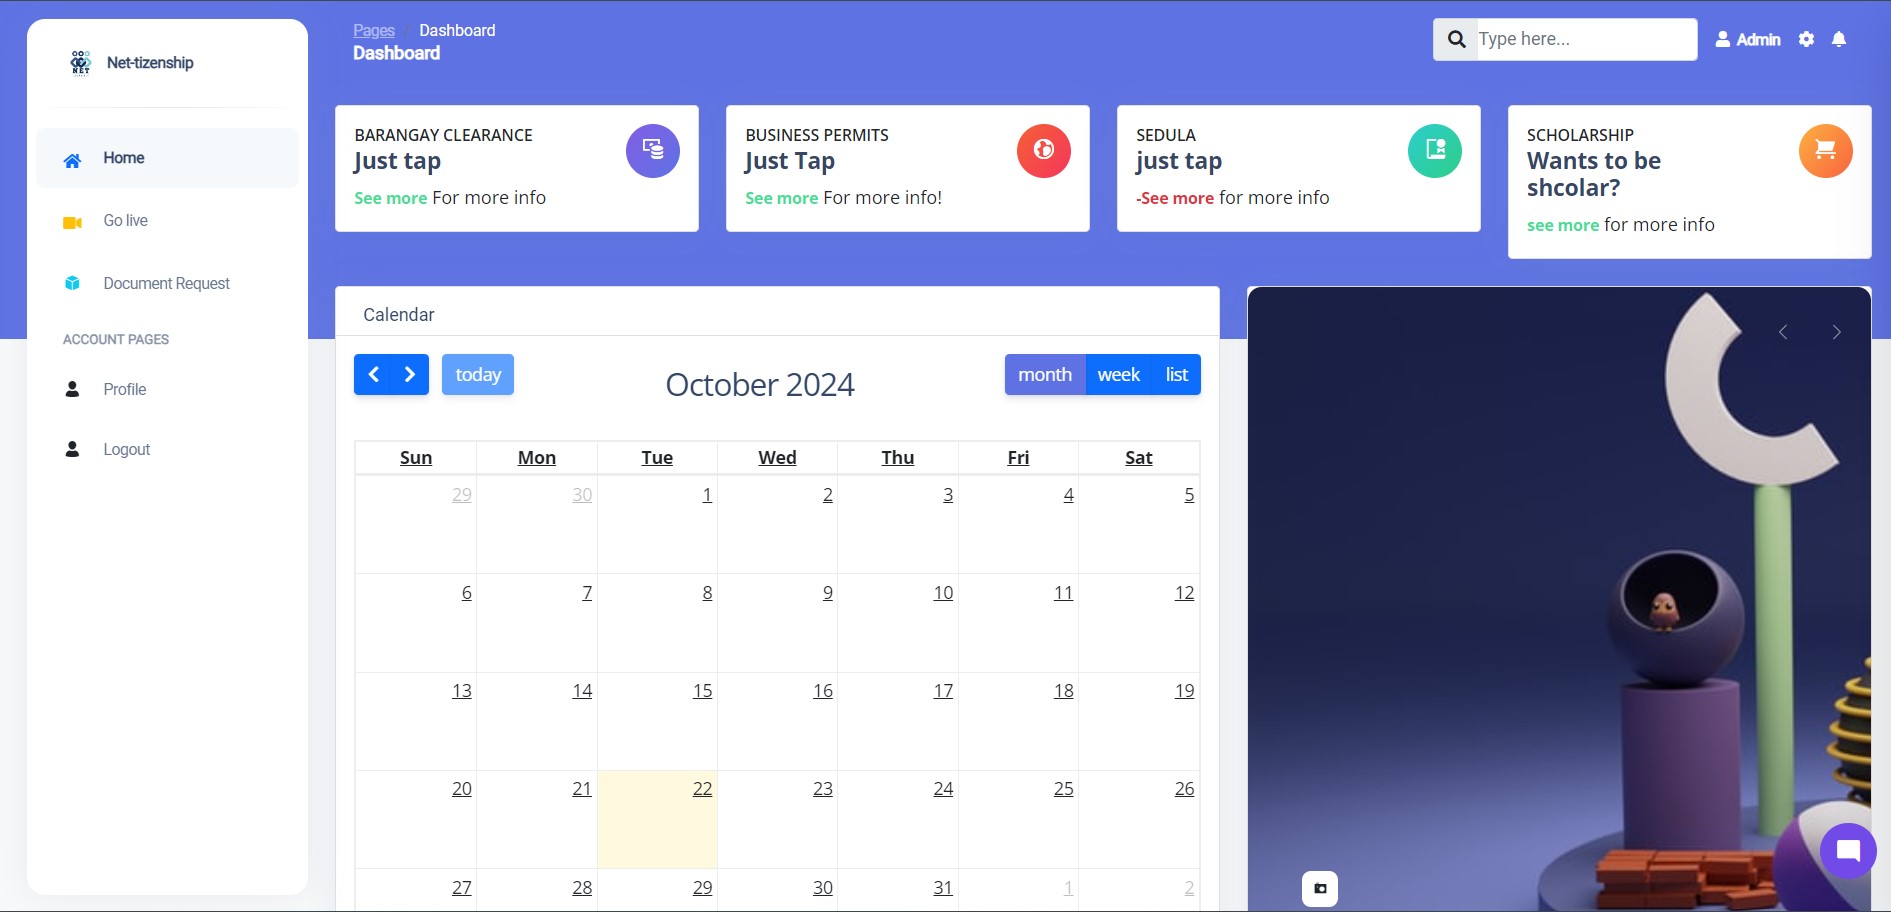 NET
Net-tizenship
Home
Go live
Document Request
ACCOUNT PAGES
Profile
Logout
Pages / Dashboard
Dashboard
Type here...
Admin
BARANGAY CLEARANCE
Just tap
See more For more info
BUSINESS PERMITS
Just Tap
See more For more info!
SEDULA
just tap
-See more for more info
SCHOLARSHIP
Wants to be
shcolar?
see more for more info
Calendar
today
October 2024
month week list
Sun Mon Tue Wed Thu Fri Sat
29 30 1 2 3 4 5
6 7 8 9 10 11 12
13 14 15 16 17 18 19
20 21 22 23 24 25 26
27 28 29 30 31 1 2